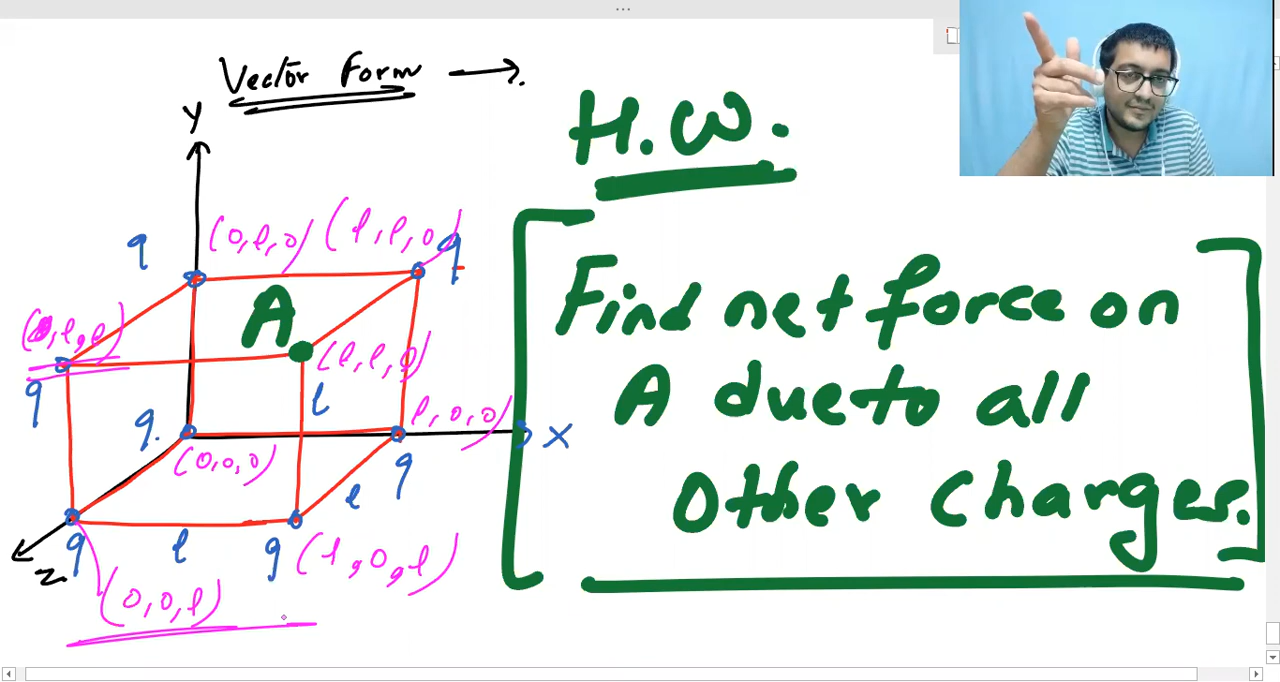 Vector Form
Y
H.W.
q
(0,l,0)
(l,l,0)
q
A
(0,l,l)
(l,l,l)
q
l
Find net force on
A due to all
Other Charges.
q.
(0,0,0)
l,0,0)
X
q
l
Z
q
l
q
(l,0,l)
(0,0,l)